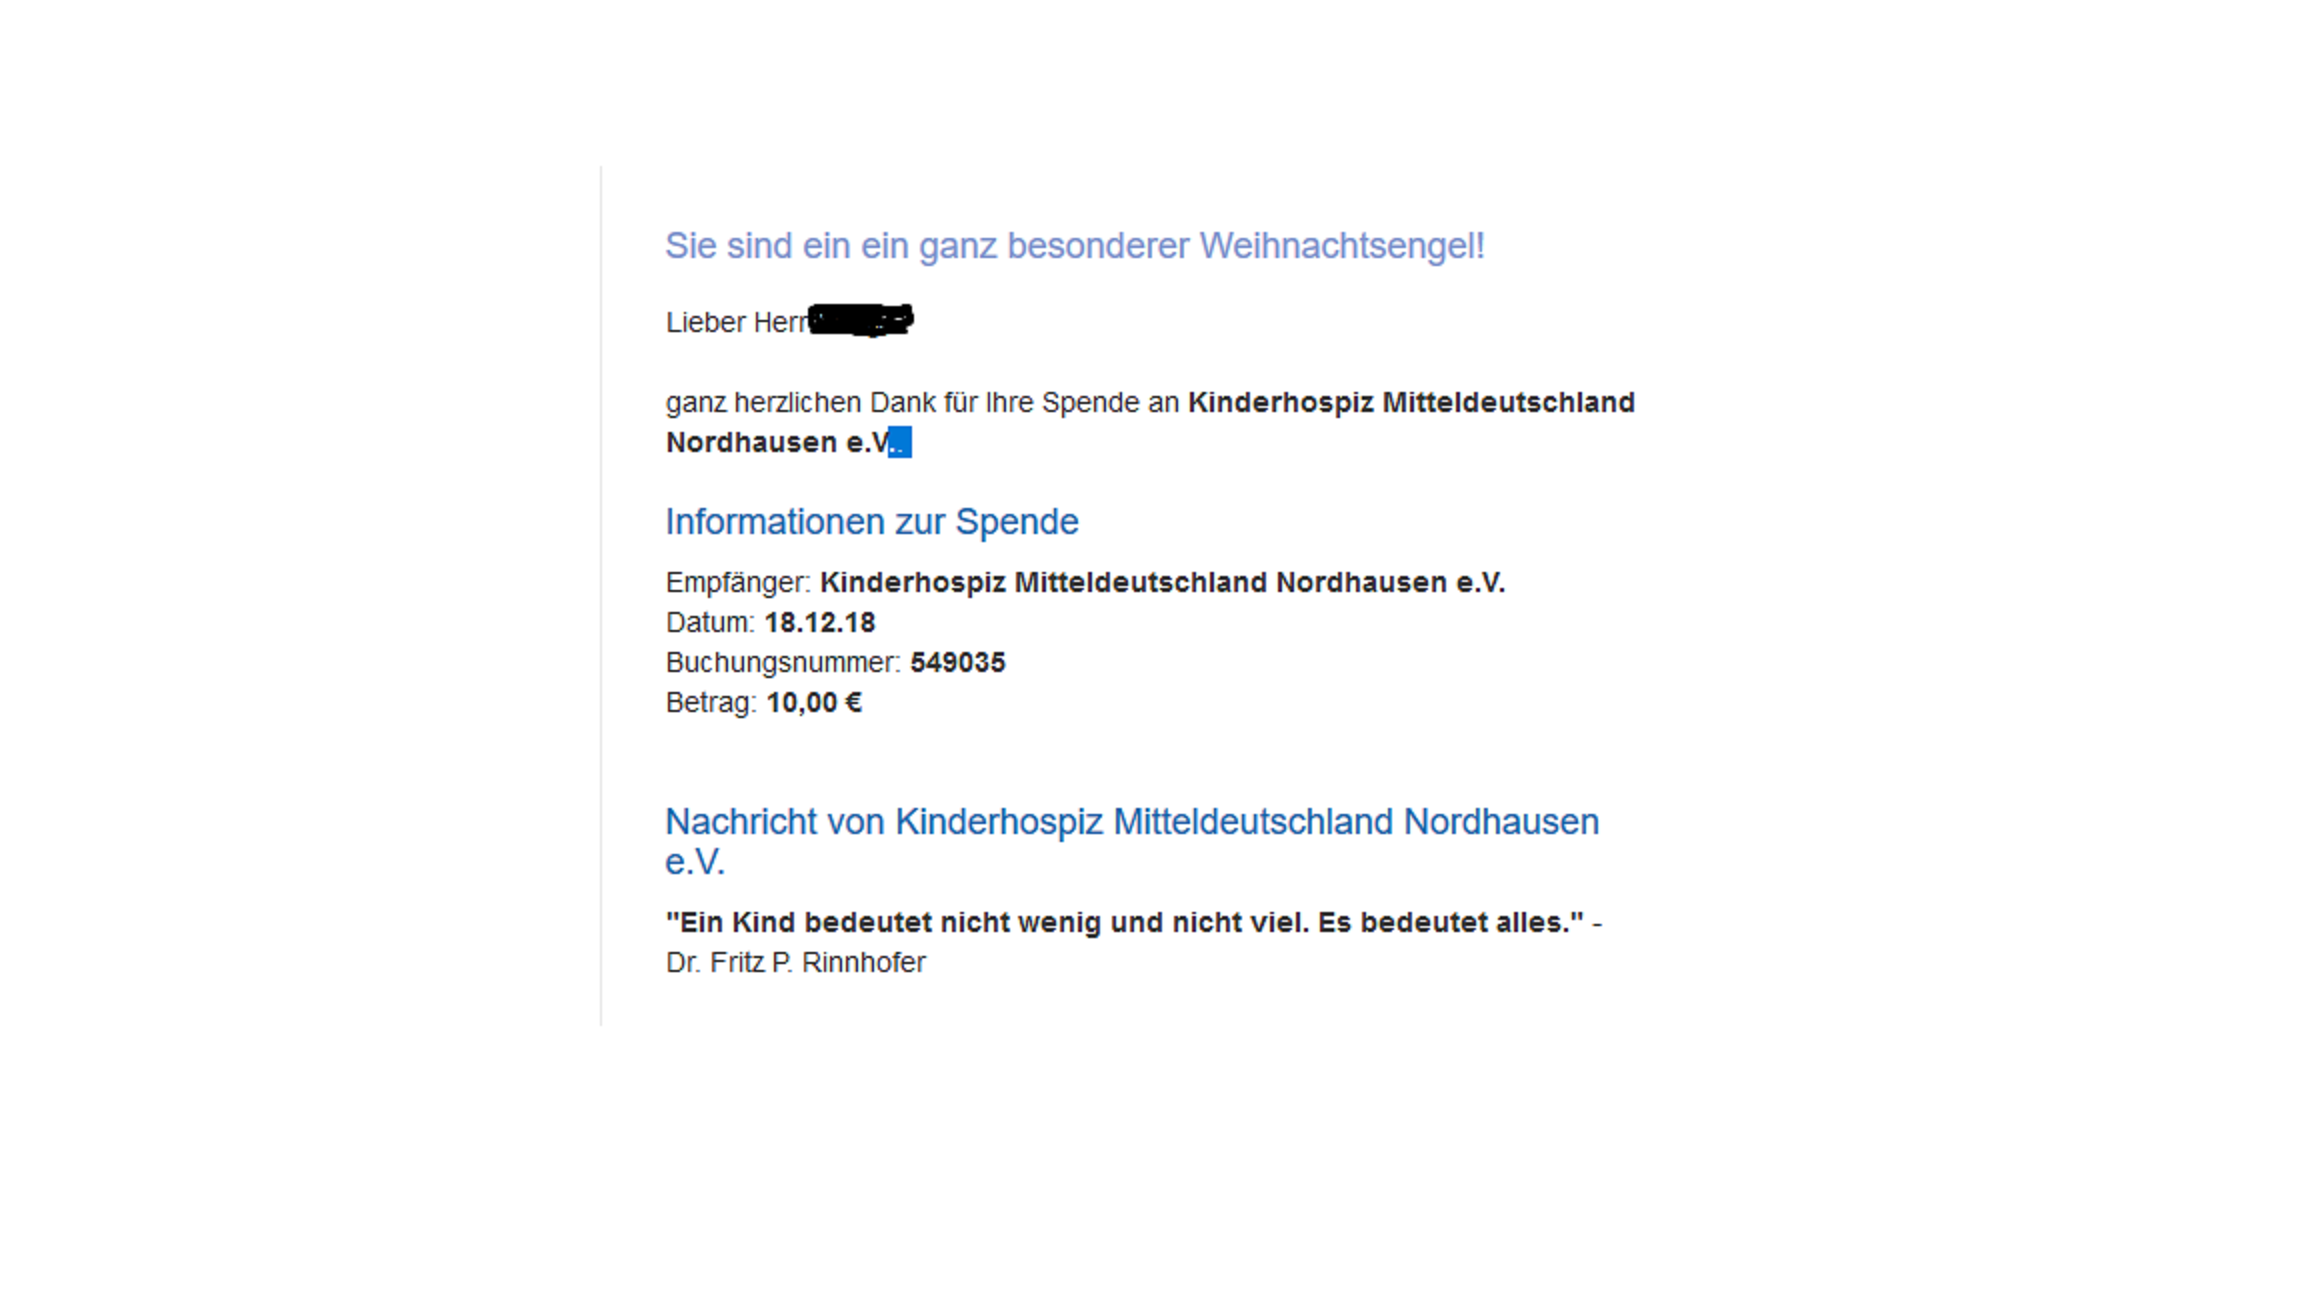 Sie sind ein ein ganz besonderer Weihnachtsengel!
Lieber Herr
ganz herzlichen Dank für Ihre Spende an Kinderhospiz Mitteldeutschland
Nordhausen e.V..
Informationen zur Spende
Empfänger: Kinderhospiz Mitteldeutschland Nordhausen e.V.
Datum: 18.12.18
Buchungsnummer: 549035
Betrag: 10,00 €
Nachricht von Kinderhospiz Mitteldeutschland Nordhausen
e.V.
"Ein Kind bedeutet nicht wenig und nicht viel. Es bedeutet alles." -
Dr. Fritz P. Rinnhofer